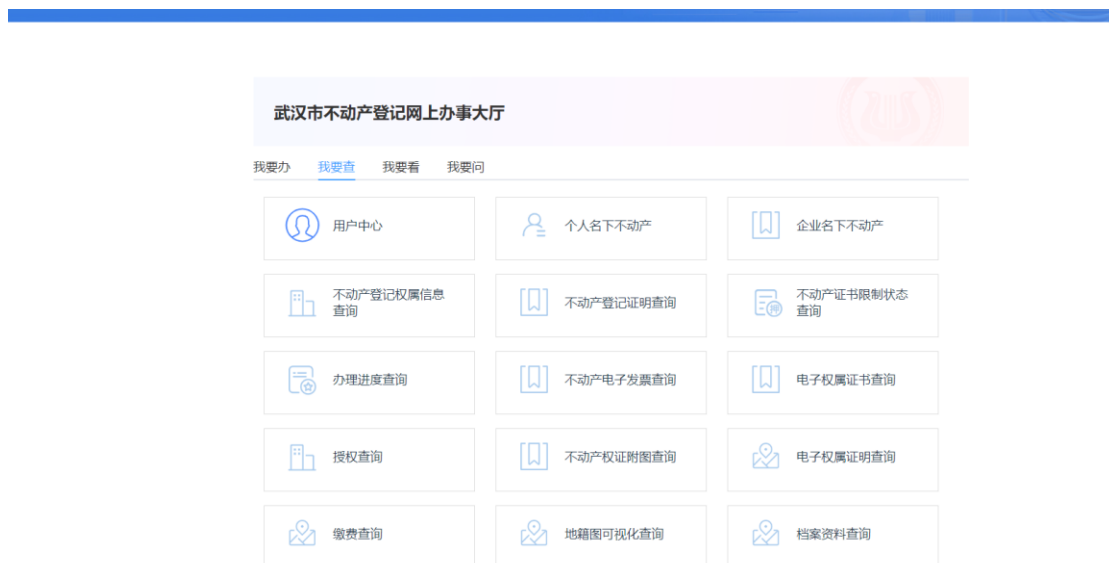 武汉市不动产登记网上办事大厅
我要办 我要查 我要看 我要问
用户中心 个人名下不动产 企业名下不动产
不动产登记权属信息
查询
不动产登记证明查询
不动产证书限制状态
查询
办理进度查询 不动产电子发票查询 电子权属证书查询
授权查询 不动产权证附图查询 电子权属证明查询
缴费查询 地籍图可视化查询 档案资料查询